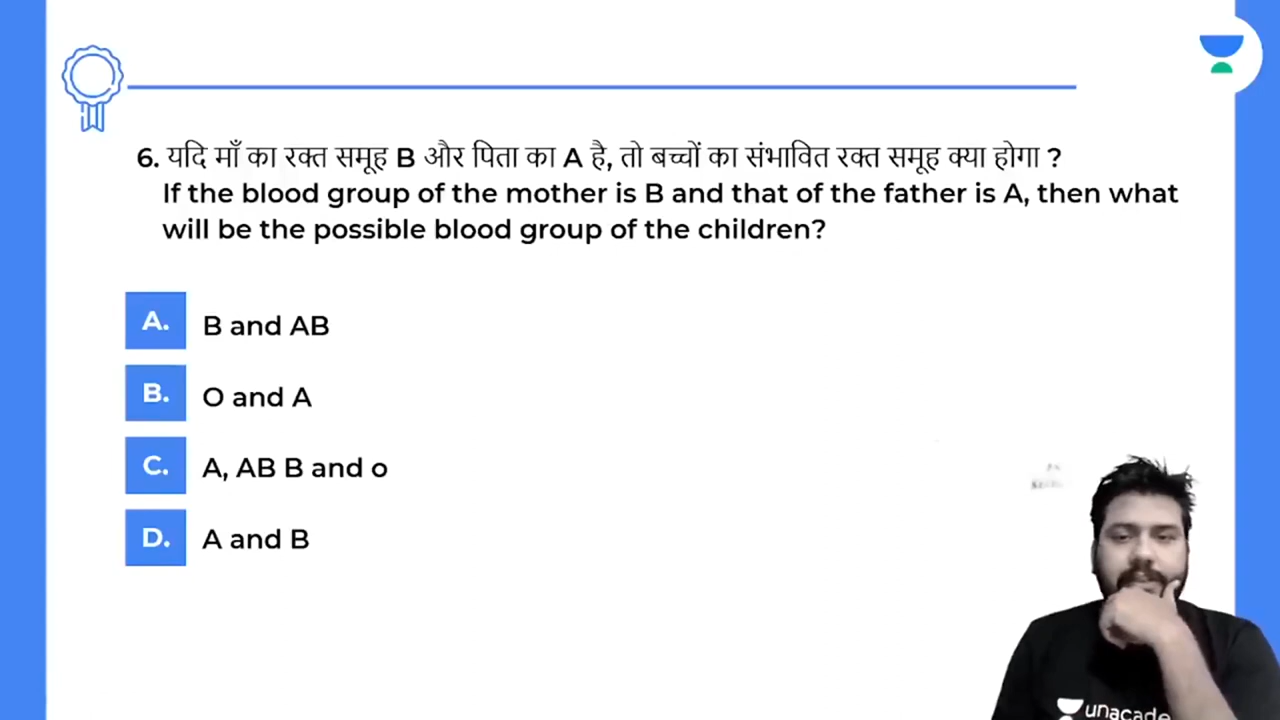 6. यदि माँ का रक्त समूह B और पिता का A है, तो बच्चों का संभावित रक्त समूह क्या होगा ?
If the blood group of the mother is B and that of the father is A, then what
will be the possible blood group of the children?
A. B and AB
B. O and A
C. A, AB B and o
D. A and B